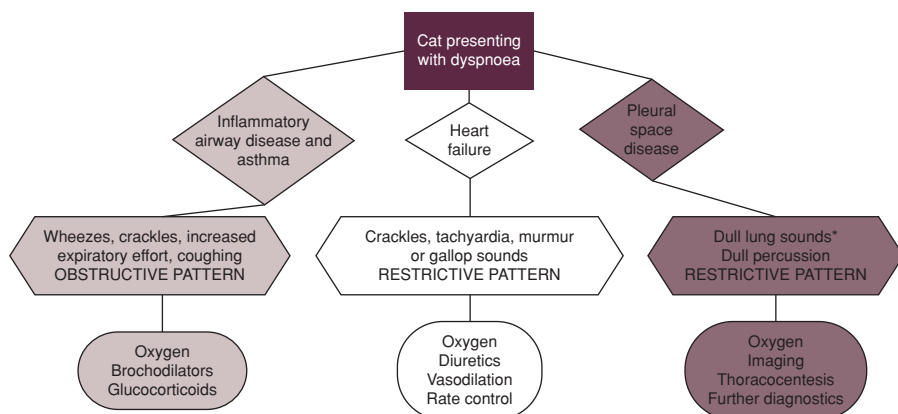 Cat presenting
with dyspnoea
Inflammatory
airway disease and
asthma
Heart
failure
Pleural
space
disease
Wheezes, crackles, increased
expiratory effort, coughing
OBSTRUCTIVE PATTERN
Crackles, tachyardia, murmur
or gallop sounds
RESTRICTIVE PATTERN
Dull lung sounds*
Dull percussion
RESTRICTIVE PATTERN
Oxygen
Brochodilators
Glucocorticoids
Oxygen
Diuretics
Vasodilation
Rate control
Oxygen
Imaging
Thoracocentesis
Further diagnostics